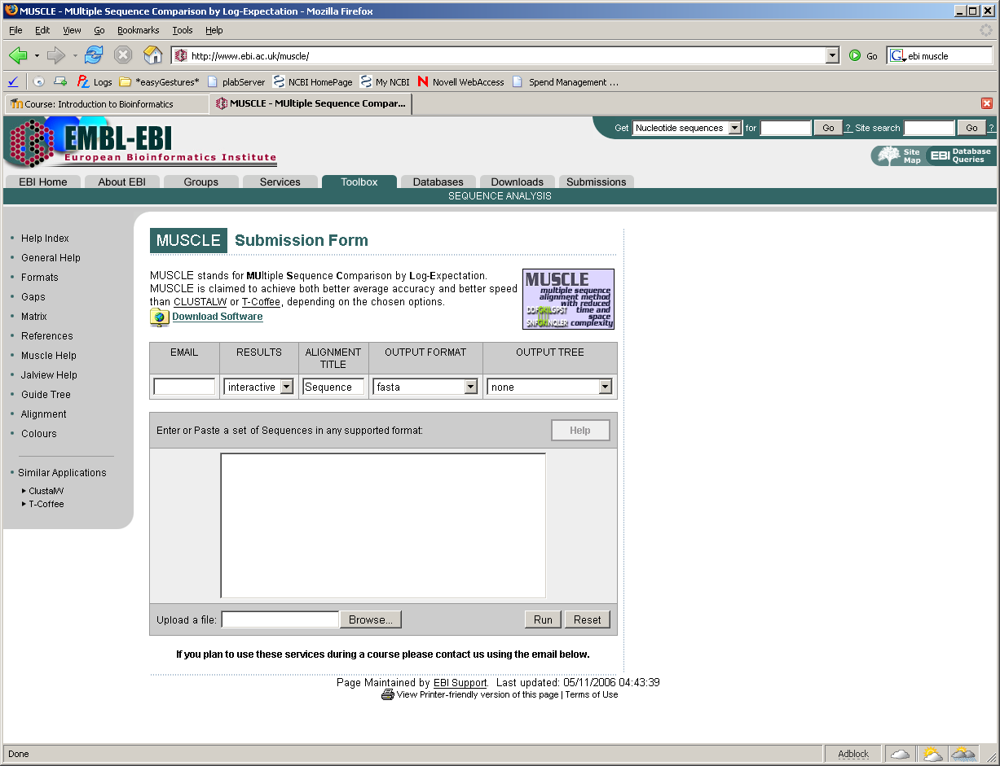 MUSCLE - MUltiple Sequence Comparison by Log-Expectation - Mozilla Firefox
File Edit View Go Bookmarks Tools Help
http://www.ebi.ac.uk/muscle/ Go G ebi muscle
Logs *easyGestures* plabServer NCBI HomePage My NCBI N Novell WebAccess Spend Management ...
Course: Introduction to Bioinformatics MUSCLE - MUltiple Sequence Compar...
EMBL-EBI
European Bioinformatics Institute
Get Nucleotide sequences for Go ? Site search Go ?
Site Map EBI Database Queries
EBI Home About EBI Groups Services Toolbox Databases Downloads Submissions
SEQUENCE ANALYSIS
Help Index
General Help
Formats
Gaps
Matrix
References
Muscle Help
Jalview Help
Guide Tree
Alignment
Colours
Similar Applications
ClustalW
T-Coffee
MUSCLE Submission Form
MUSCLE stands for MUltiple Sequence Comparison by Log-Expectation.
MUSCLE is claimed to achieve both better average accuracy and better speed
than CLUSTALW or T-Coffee, depending on the chosen options.
Download Software
MUSCLE
multiple sequence
alignment method
with reduced
DDFGKILGPST time and
space
SNFGKINQLER complexity
EMAIL RESULTS ALIGNMENT TITLE OUTPUT FORMAT OUTPUT TREE
interactive Sequence fasta none
Enter or Paste a set of Sequences in any supported format: Help
Upload a file: Browse... Run Reset
If you plan to use these services during a course please contact us using the email below.
Page Maintained by EBI Support. Last updated: 05/11/2006 04:43:39
View Printer-friendly version of this page | Terms of Use
Done Adblock